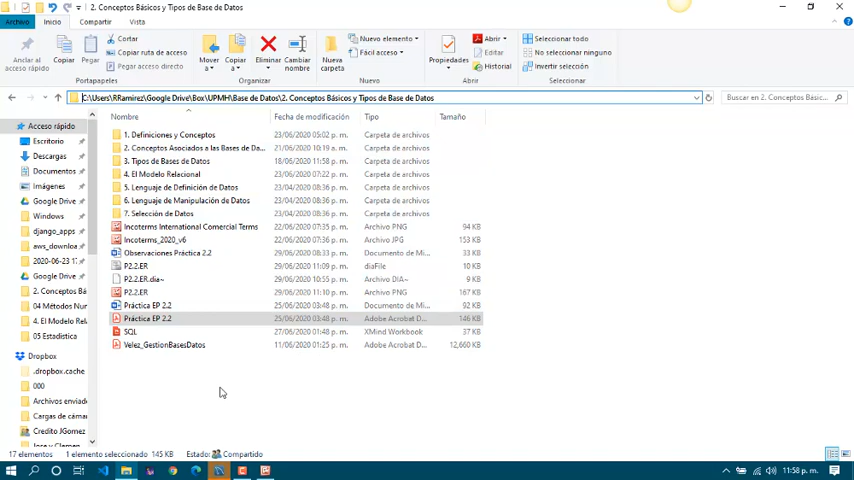 2. Conceptos Básicos y Tipos de Base de Datos
Archivo Inicio Compartir Vista
Anclar al acceso rápido
Copiar
Pegar
Cortar
Copiar ruta de acceso
Pegar acceso directo
Portapapeles
Mover a
Copiar a
Eliminar
Cambiar nombre
Organizar
Nueva carpeta
Nuevo elemento
Fácil acceso
Nuevo
Propiedades
Abrir
Editar
Historial
Abrir
Seleccionar todo
No seleccionar ninguno
Invertir selección
Seleccionar
C:\Users\RRamirez\Google Drive\Box\UPMH\Base de Datos\2. Conceptos Básicos y Tipos de Base de Datos
Buscar en 2. Conceptos Básic...
Acceso rápido
Escritorio
Descargas
Documentos
Imágenes
Google Drive
Windows
django_apps
aws_downloa
2020-06-23 17
Google Drive
2. Conceptos Bá
04 Métodos Num
4. El Modelo Rela
05 Estadistica
Dropbox
.dropbox.cache
000
Archivos enviado
Cargas de cámar
Credito JGomez
Jose y Clemen
Nombre Fecha de modificación Tipo Tamaño
1. Definiciones y Conceptos 23/06/2020 05:02 p. m. Carpeta de archivos
2. Conceptos Asociados a las Bases de Da... 21/06/2020 10:19 a. m. Carpeta de archivos
3. Tipos de Bases de Datos 18/06/2020 11:58 p. m. Carpeta de archivos
4. El Modelo Relacional 23/06/2020 07:22 p. m. Carpeta de archivos
5. Lenguaje de Definición de Datos 23/04/2020 08:36 p. m. Carpeta de archivos
6. Lenguaje de Manipulación de Datos 23/04/2020 08:36 p. m. Carpeta de archivos
7. Selección de Datos 23/04/2020 08:36 p. m. Carpeta de archivos
Incoterms International Comercial Terms 22/06/2020 07:36 p. m. Archivo PNG 94 KB
Incoterms_2020_v6 22/06/2020 07:35 p. m. Archivo JPG 153 KB
Observaciones Práctica 2.2 29/06/2020 08:33 p. m. Documento de Mi... 33 KB
P2.2.ER 29/06/2020 11:09 p. m. diaFile 10 KB
P2.2.ER.dia~ 29/06/2020 10:55 p. m. Archivo DIA~ 9 KB
P2.2.ER 29/06/2020 11:10 p. m. Archivo PNG 167 KB
Práctica EP 2.2 25/06/2020 03:48 p. m. Documento de Mi... 92 KB
Práctica EP 2.2 25/06/2020 03:48 p. m. Adobe Acrobat D... 146 KB
SQL 27/06/2020 01:48 p. m. XMind Workbook 37 KB
Velez_GestionBasesDatos 11/06/2020 01:25 p. m. Adobe Acrobat D... 12,660 KB
17 elementos 1 elemento seleccionado 145 KB Estado: Compartido
11:58 p. m.